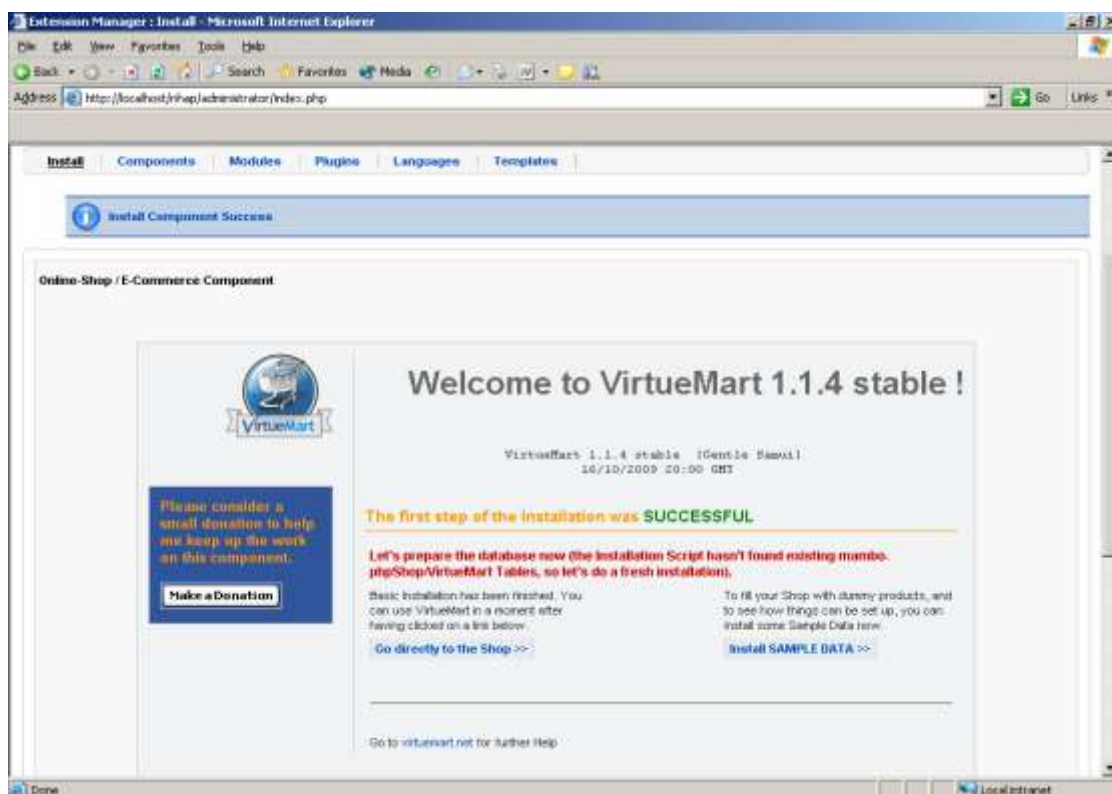 Extension Manager : Install - Microsoft Internet Explorer
File Edit View Favorites Tools Help
Back Search Favorites Media
Address http://localhost/rihap/administrator/index.php Go Links
Install Components Modules Plugins Languages Templates
Install Component Success
Online-Shop / E-Commerce Component
VirtueMart
Welcome to VirtueMart 1.1.4 stable !
VirtueMart 1.1.4 stable [Gentle Samui]
16/10/2009 20:00 GMT
Please consider a
small donation to help
me keep up the work
on this component.
Make a Donation
The first step of the installation was SUCCESSFUL
Let's prepare the database now (the Installation Script hasn't found existing mambo-
phpShop/VirtueMart Tables, so let's do a fresh installation).
Basic Installation has been finished. You
can use VirtueMart in a moment after
having clicked on a link below.
Go directly to the Shop >>
To fill your Shop with dummy products, and
to see how things can be set up, you can
install some Sample Data now.
Install SAMPLE DATA >>
Go to virtuemart.net for further Help
Done Local intranet